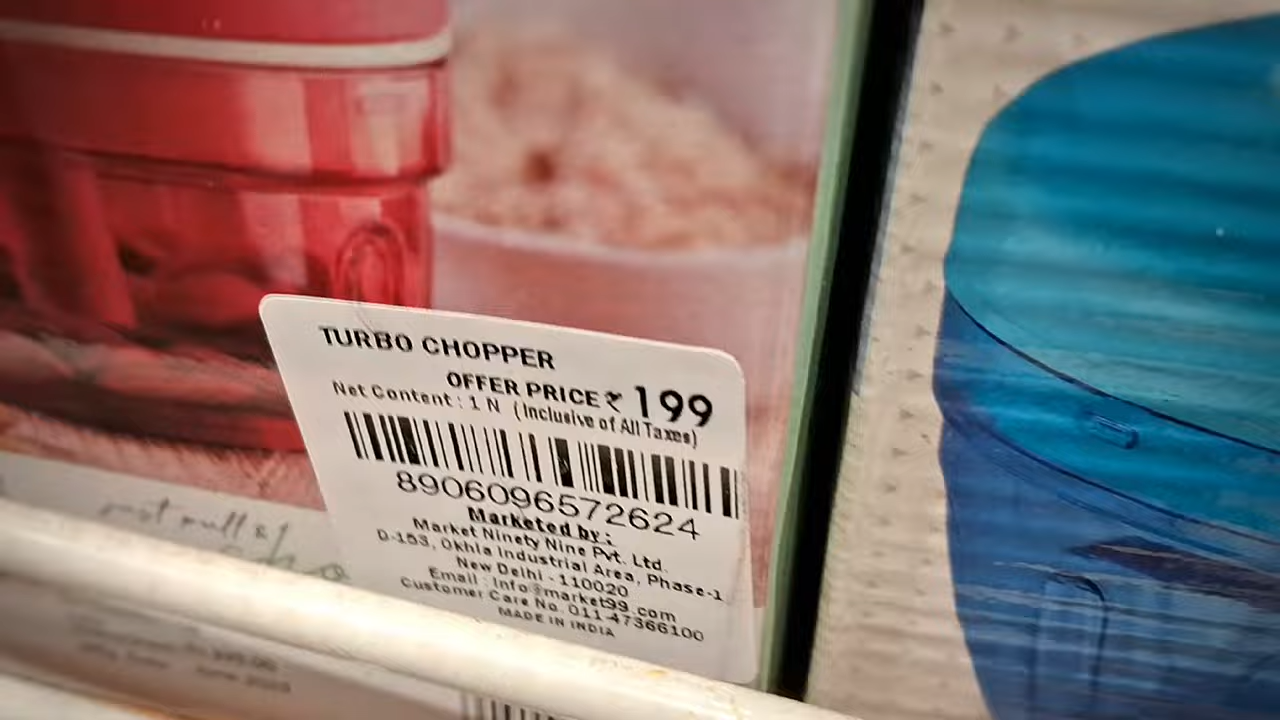 TURBO CHOPPER
OFFER PRICE ₹ 199
Net Content : 1 N (Inclusive of All Taxes)
8906096572624
Marketed by :
Market Ninety Nine Pvt. Ltd.
D-153, Okhla Industrial Area, Phase-1
New Delhi - 110020
Email : Info@market99.com
Customer Care No. 011-47366100
MADE IN INDIA
just pull &